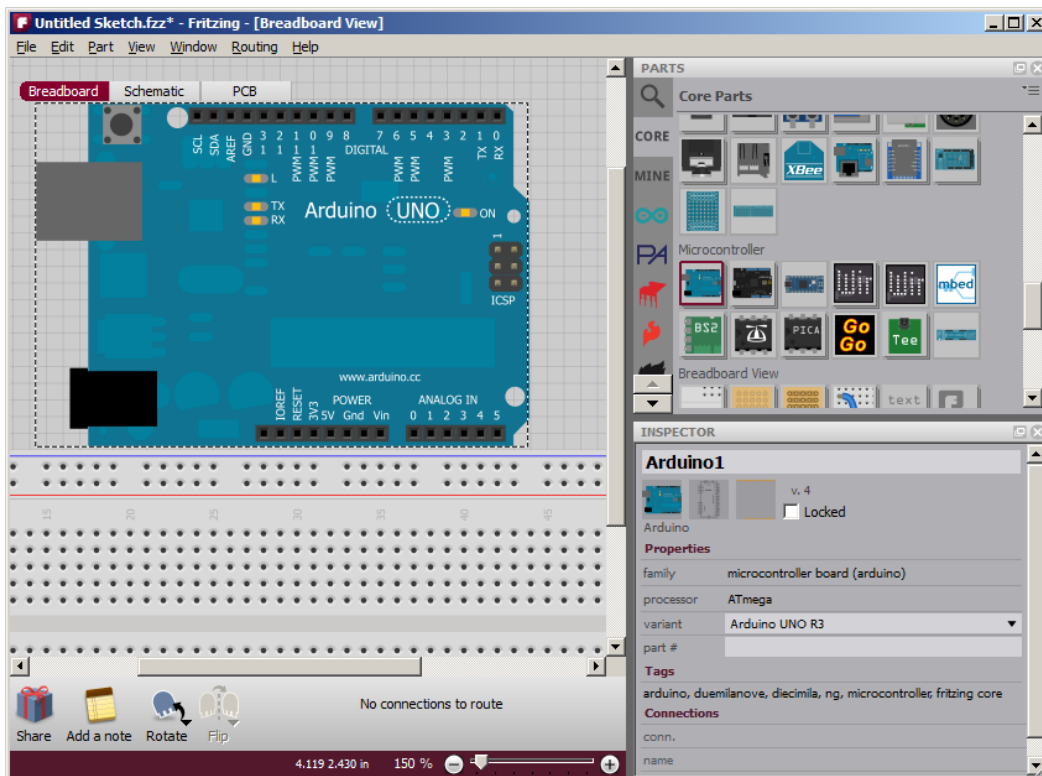 Untitled Sketch.fzz* - Fritzing - [Breadboard View]
File Edit Part View Window Routing Help
Breadboard Schematic PCB
SCL
SDA
AREF
GND
13
12
PWM 11
PWM 10
PWM 9
8
DIGITAL
7
PWM 6
PWM 5
4
PWM 3
2
TX 1
RX 0
L
TX
RX
Arduino UNO ON
1
ICSP
www.arduino.cc
POWER ANALOG IN
IOREF
RESET
3V3
5V Gnd Vin 0 1 2 3 4 5
15 20 25 30 35 40 45
No connections to route
Share Add a note Rotate Flip
4.119 2.430 in 150 %
PARTS
Core Parts
CORE
MINE
PA
XBee
Microcontroller
mbed
BS2
PICA
Go
Go
Tee
Breadboard View
text
INSPECTOR
Arduino1
v. 4
Locked
Arduino
Properties
family microcontroller board (arduino)
processor ATmega
variant Arduino UNO R3
part #
Tags
arduino, duemilanove, diecimila, ng, microcontroller, fritzing core
Connections
conn.
name